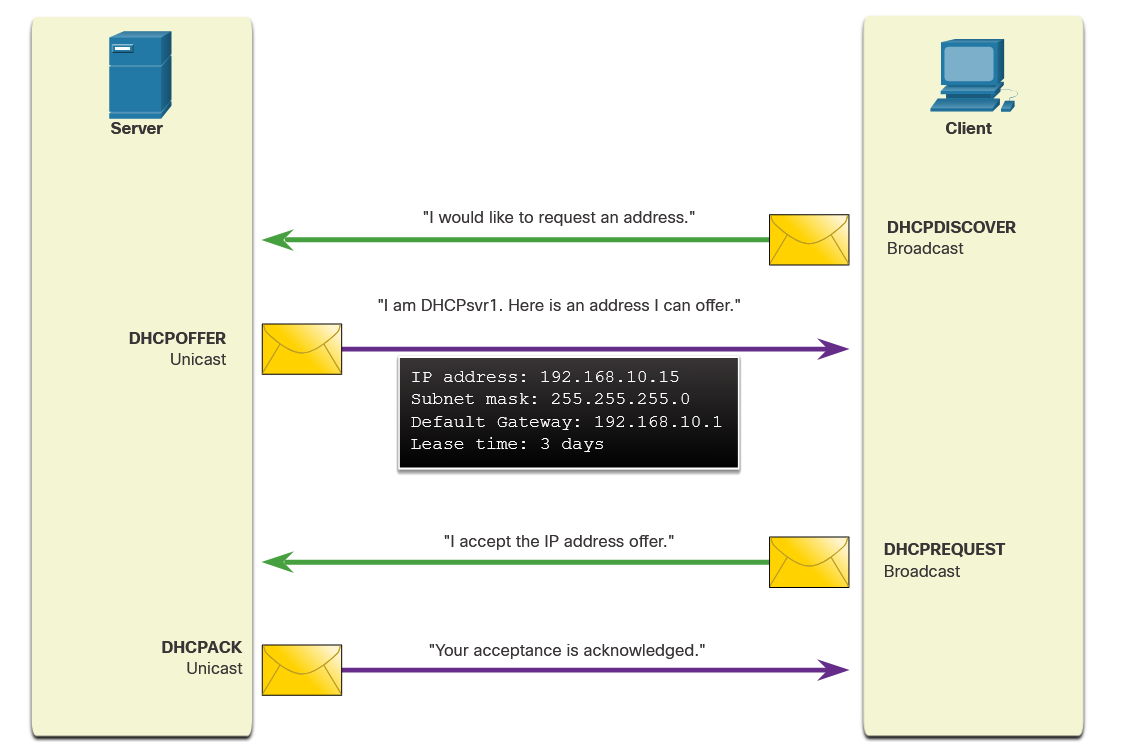 Server
Client
"I would like to request an address."
DHCPDISCOVER
Broadcast
"I am DHCPsvr1. Here is an address I can offer."
DHCPOFFER
Unicast
IP address: 192.168.10.15
Subnet mask: 255.255.255.0
Default Gateway: 192.168.10.1
Lease time: 3 days
"I accept the IP address offer."
DHCPREQUEST
Broadcast
DHCPACK
Unicast
"Your acceptance is acknowledged."